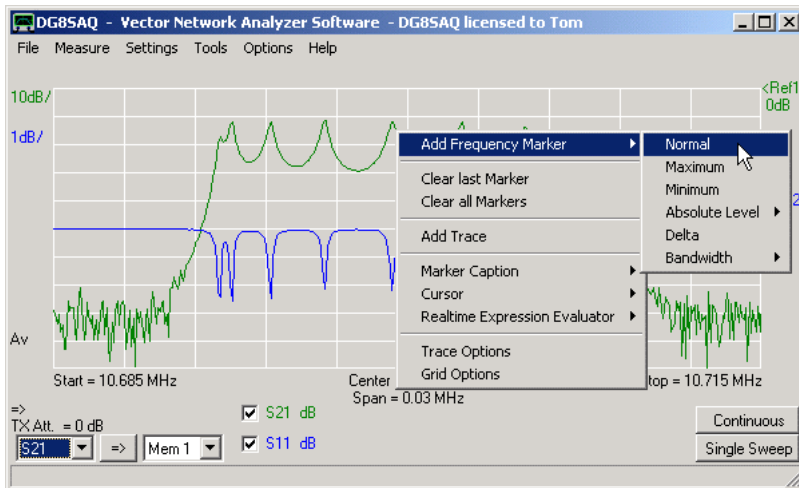 DG8SAQ - Vector Network Analyzer Software - DG8SAQ licensed to Tom
File Measure Settings Tools Options Help
10dB/
<Ref1
0dB
1dB/
Add Frequency Marker
Clear last Marker
Clear all Markers
Add Trace
Marker Caption
Cursor
Realtime Expression Evaluator
Trace Options
Grid Options
Normal
Maximum
Minimum
Absolute Level
Delta
Bandwidth
2
Av
Start = 10.685 MHz
Center
top = 10.715 MHz
Span = 0.03 MHz
=>
TX Att. = 0 dB
S21 dB
S11 dB
S21
=>
Mem 1
Continuous
Single Sweep